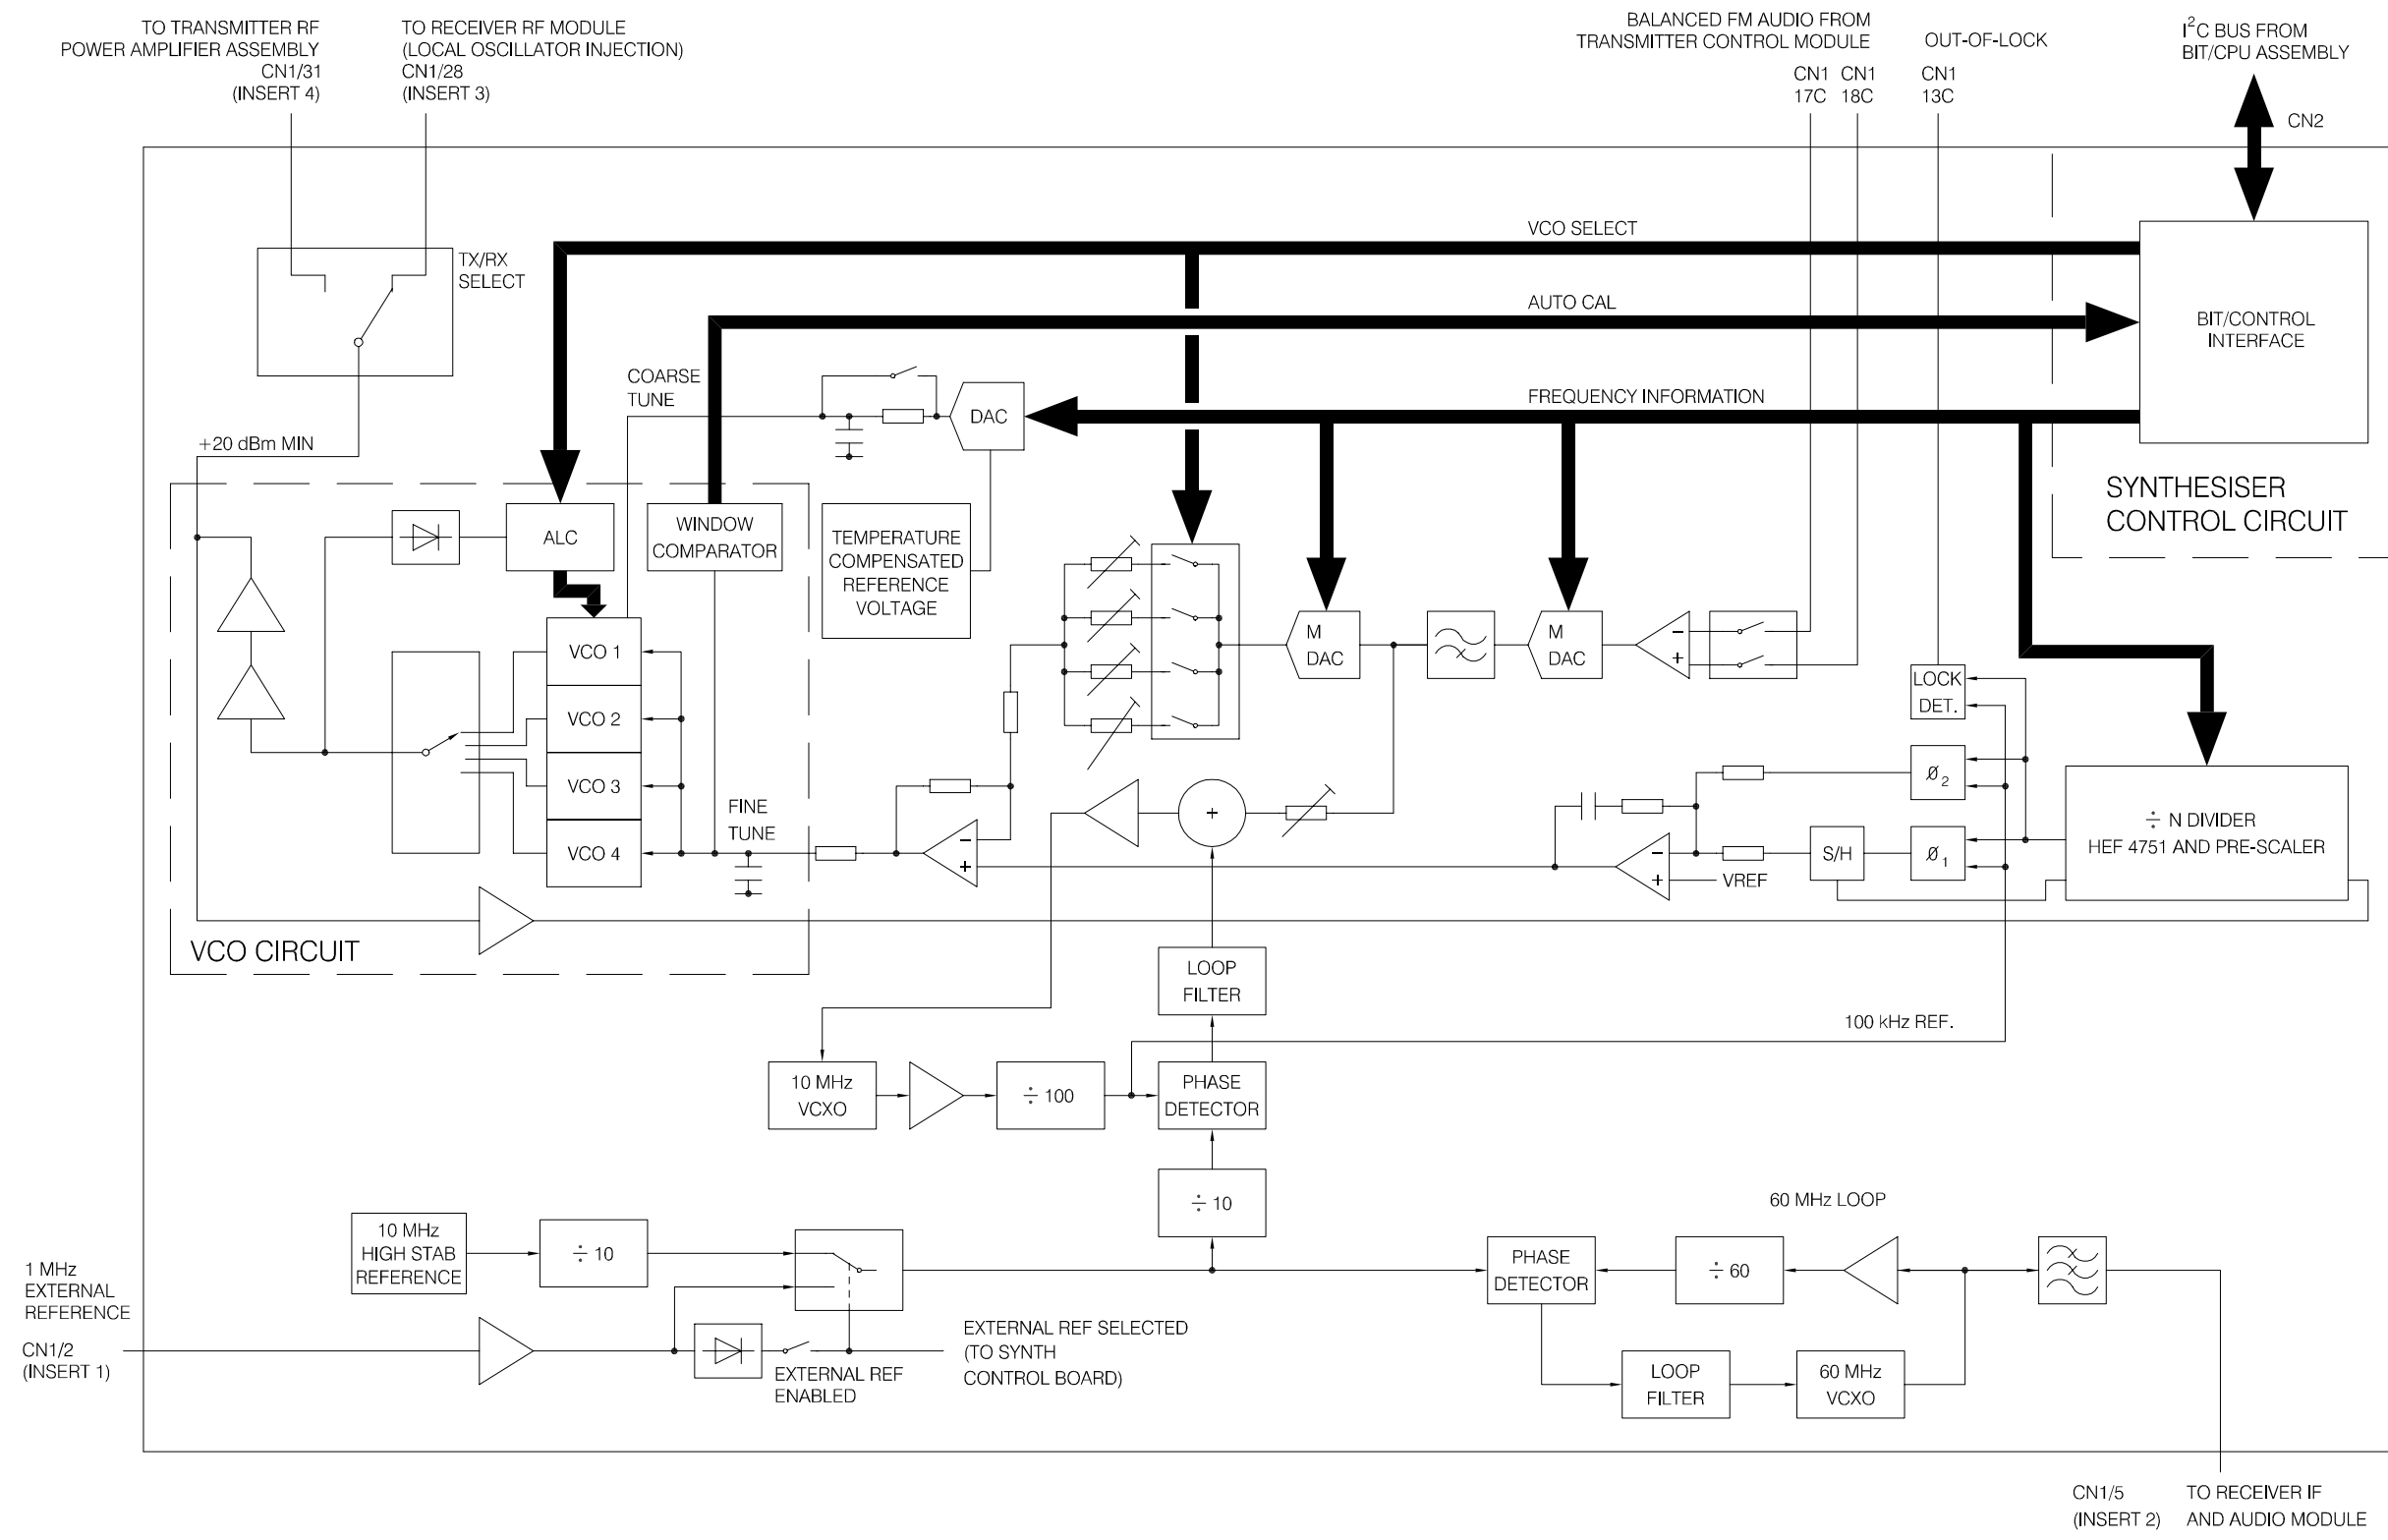 TO TRANSMITTER RF
POWER AMPLIFIER ASSEMBLY
CN1/31
(INSERT 4)
TO RECEIVER RF MODULE
(LOCAL OSCILLATOR INJECTION)
CN1/28
(INSERT 3)
BALANCED FM AUDIO FROM
TRANSMITTER CONTROL MODULE
CN1
17C
CN1
18C
OUT-OF-LOCK
CN1
13C
I²C BUS FROM
BIT/CPU ASSEMBLY
CN2
TX/RX
SELECT
VCO SELECT
AUTO CAL
FREQUENCY INFORMATION
BIT/CONTROL
INTERFACE
SYNTHESISER
CONTROL CIRCUIT
COARSE
TUNE
DAC
+20 dBm MIN
ALC
WINDOW
COMPARATOR
TEMPERATURE
COMPENSATED
REFERENCE
VOLTAGE
VCO 1
VCO 2
VCO 3
VCO 4
FINE
TUNE
VCO CIRCUIT
M
DAC
M
DAC
−
+
LOCK
DET.
Ø2
Ø1
S/H
÷ N DIVIDER
HEF 4751 AND PRE-SCALER
+
−
+
−
+
VREF
LOOP
FILTER
100 kHz REF.
10 MHz
VCXO
÷ 100
PHASE
DETECTOR
÷ 10
10 MHz
HIGH STAB
REFERENCE
÷ 10
1 MHz
EXTERNAL
REFERENCE
CN1/2
(INSERT 1)
EXTERNAL REF
ENABLED
EXTERNAL REF SELECTED
(TO SYNTH
CONTROL BOARD)
60 MHz LOOP
PHASE
DETECTOR
÷ 60
LOOP
FILTER
60 MHz
VCXO
CN1/5
(INSERT 2)
TO RECEIVER IF
AND AUDIO MODULE